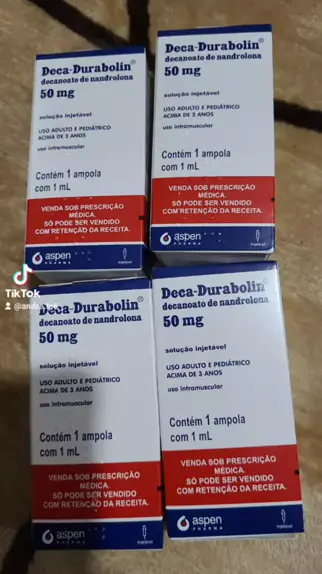 Deca-Durabolin®
decanoato de nandrolona
50 mg
solução injetável
USO ADULTO E PEDIÁTRICO
ACIMA DE 3 ANOS
uso intramuscular
Contém 1 ampola
com 1 mL
VENDA SOB PRESCRIÇÃO
MÉDICA.
SÓ PODE SER VENDIDO
COM RETENÇÃO DA RECEITA.
aspen
PHARMA
Deca-Durabolin®
decanoato de nandrolona
50 mg
solução injetável
USO ADULTO E PEDIÁTRICO
ACIMA DE 3 ANOS
uso intramuscular
Contém 1 ampola
com 1 mL
VENDA SOB PRESCRIÇÃO
MÉDICA.
SÓ PODE SER VENDIDO
COM RETENÇÃO DA RECEITA.
aspen
PHARMA
TikTok
Deca-Durabolin®
decanoato de nandrolona
50 mg
solução injetável
USO ADULTO E PEDIÁTRICO
ACIMA DE 3 ANOS
uso intramuscular
Contém 1 ampola
com 1 mL
VENDA SOB PRESCRIÇÃO
MÉDICA.
SÓ PODE SER VENDIDO
COM RETENÇÃO DA RECEITA.
aspen
PHARMA
Deca-Durabolin®
decanoato de nandrolona
50 mg
solução injetável
USO ADULTO E PEDIÁTRICO
ACIMA DE 3 ANOS
uso intramuscular
Contém 1 ampola
com 1 mL
VENDA SOB PRESCRIÇÃO
MÉDICA.
SÓ PODE SER VENDIDO
COM RETENÇÃO DA RECEITA.
aspen
PHARMA